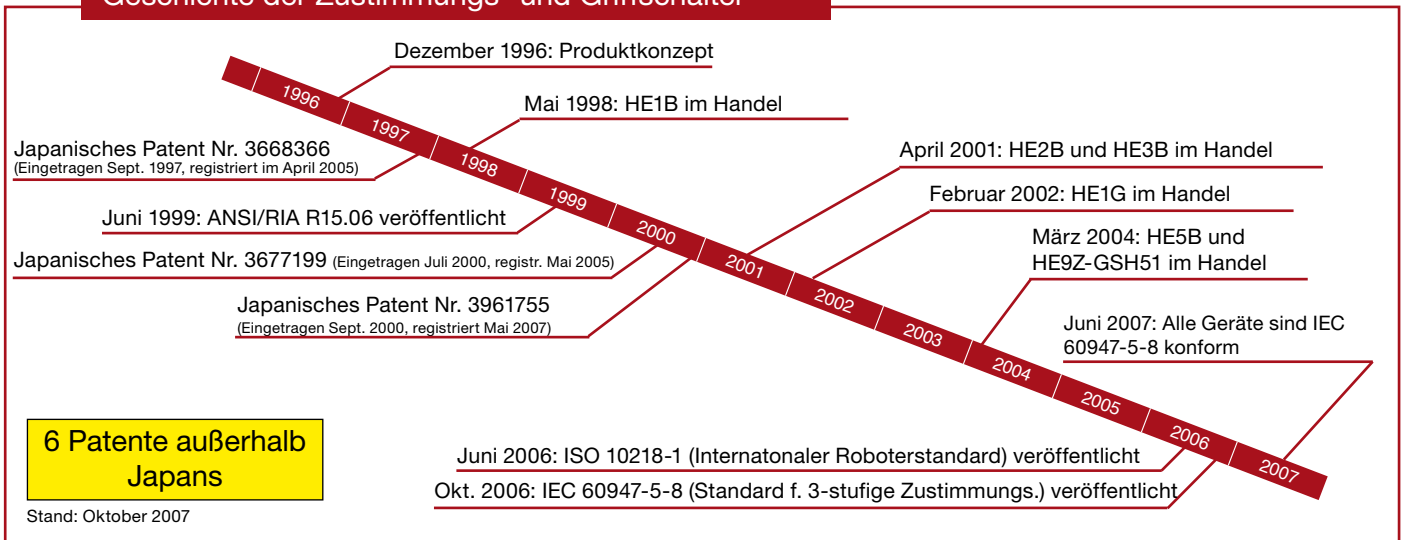 Geschichte der Zustimmungs- und Griffschalter
Dezember 1996: Produktkonzept
Mai 1998: HE1B im Handel
Japanisches Patent Nr. 3668366
(Eingetragen Sept. 1997, registriert im April 2005)
April 2001: HE2B und HE3B im Handel
Februar 2002: HE1G im Handel
Juni 1999: ANSI/RIA R15.06 veröffentlicht
März 2004: HE5B und
HE9Z-GSH51 im Handel
Japanisches Patent Nr. 3677199 (Eingetragen Juli 2000, registr. Mai 2005)
Japanisches Patent Nr. 3961755
(Eingetragen Sept. 2000, registriert Mai 2007)
Juni 2007: Alle Geräte sind IEC
60947-5-8 konform
1996
1997
1998
1999
2000
2001
2002
2003
2004
2005
2006
2007
6 Patente außerhalb
Japans
Juni 2006: ISO 10218-1 (Internatonaler Roboterstandard) veröffentlicht
Okt. 2006: IEC 60947-5-8 (Standard f. 3-stufige Zustimmungs.) veröffentlicht
Stand: Oktober 2007